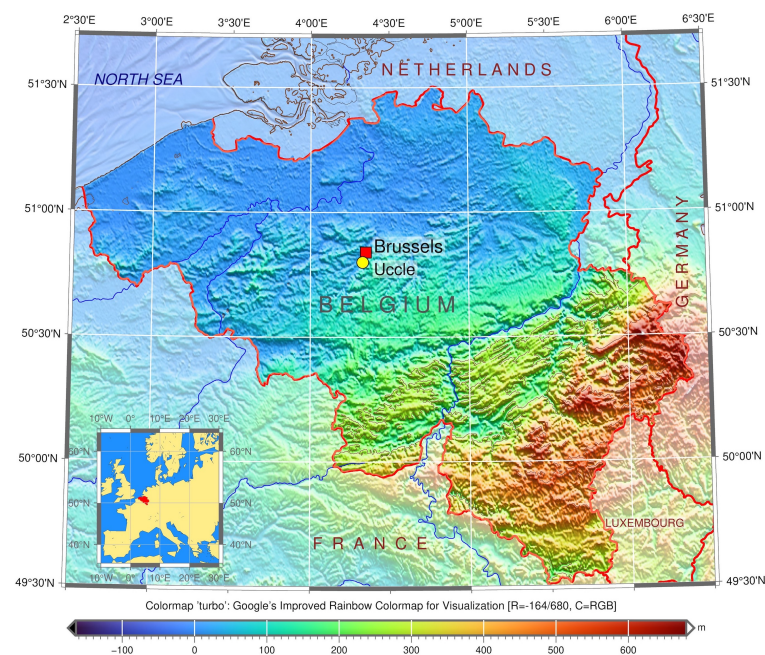 2°30'E 3°00'E 3°30'E 4°00'E 4°30'E 5°00'E 5°30'E 6°00'E 6°30'E
NORTH SEA
NETHERLANDS
51°30'N 51°30'N
51°00'N 51°00'N
GERMANY
Brussels
Uccle
BELGIUM
50°30'N 50°30'N
10°W 0° 10°E 20°E 30°E
60°N 60°N
50°N 50°N
40°N 40°N
10°W 0° 10°E 20°E 30°E
50°00'N 50°00'N
LUXEMBOURG
FRANCE
49°30'N 49°30'N
Colormap 'turbo': Google's Improved Rainbow Colormap for Visualization [R=-164/680, C=RGB]
m
−100 0 100 200 300 400 500 600